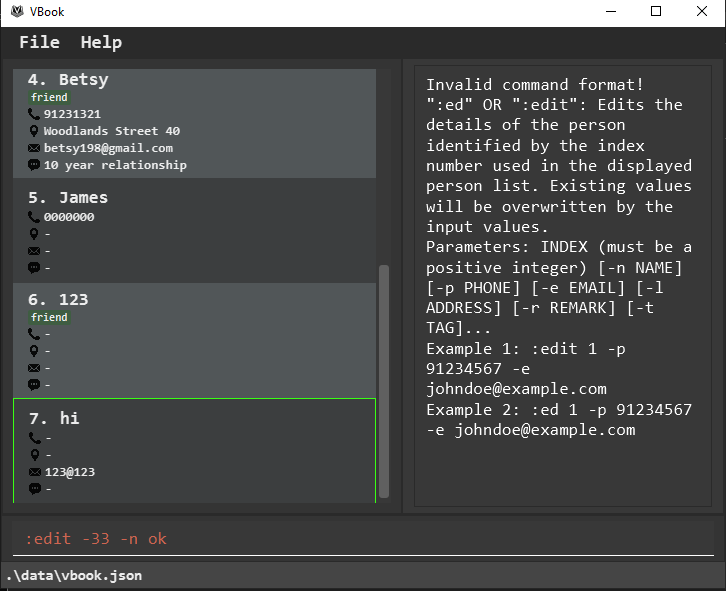 VBook
File Help
4. Betsy
friend
91231321
Woodlands Street 40
betsy198@gmail.com
10 year relationship
5. James
0000000
-
-
-
6. 123
friend
-
-
-
-
7. hi
-
-
123@123
-
Invalid command format!
":ed" OR ":edit": Edits the
details of the person
identified by the index
number used in the displayed
person list. Existing values
will be overwritten by the
input values.
Parameters: INDEX (must be a
positive integer) [-n NAME]
[-p PHONE] [-e EMAIL] [-l
ADDRESS] [-r REMARK] [-t
TAG]...
Example 1: :edit 1 -p
91234567 -e
johndoe@example.com
Example 2: :ed 1 -p 91234567
-e johndoe@example.com
:edit -33 -n ok
.\data\vbook.json